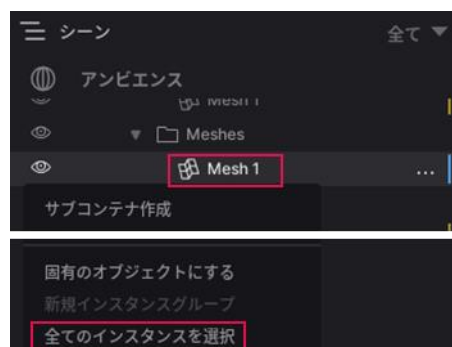 シーン 全て
アンビエンス
Mesh 1
Meshes
Mesh 1 ...
サブコンテナ作成
固有のオブジェクトにする
新規インスタンスグループ
全てのインスタンスを選択